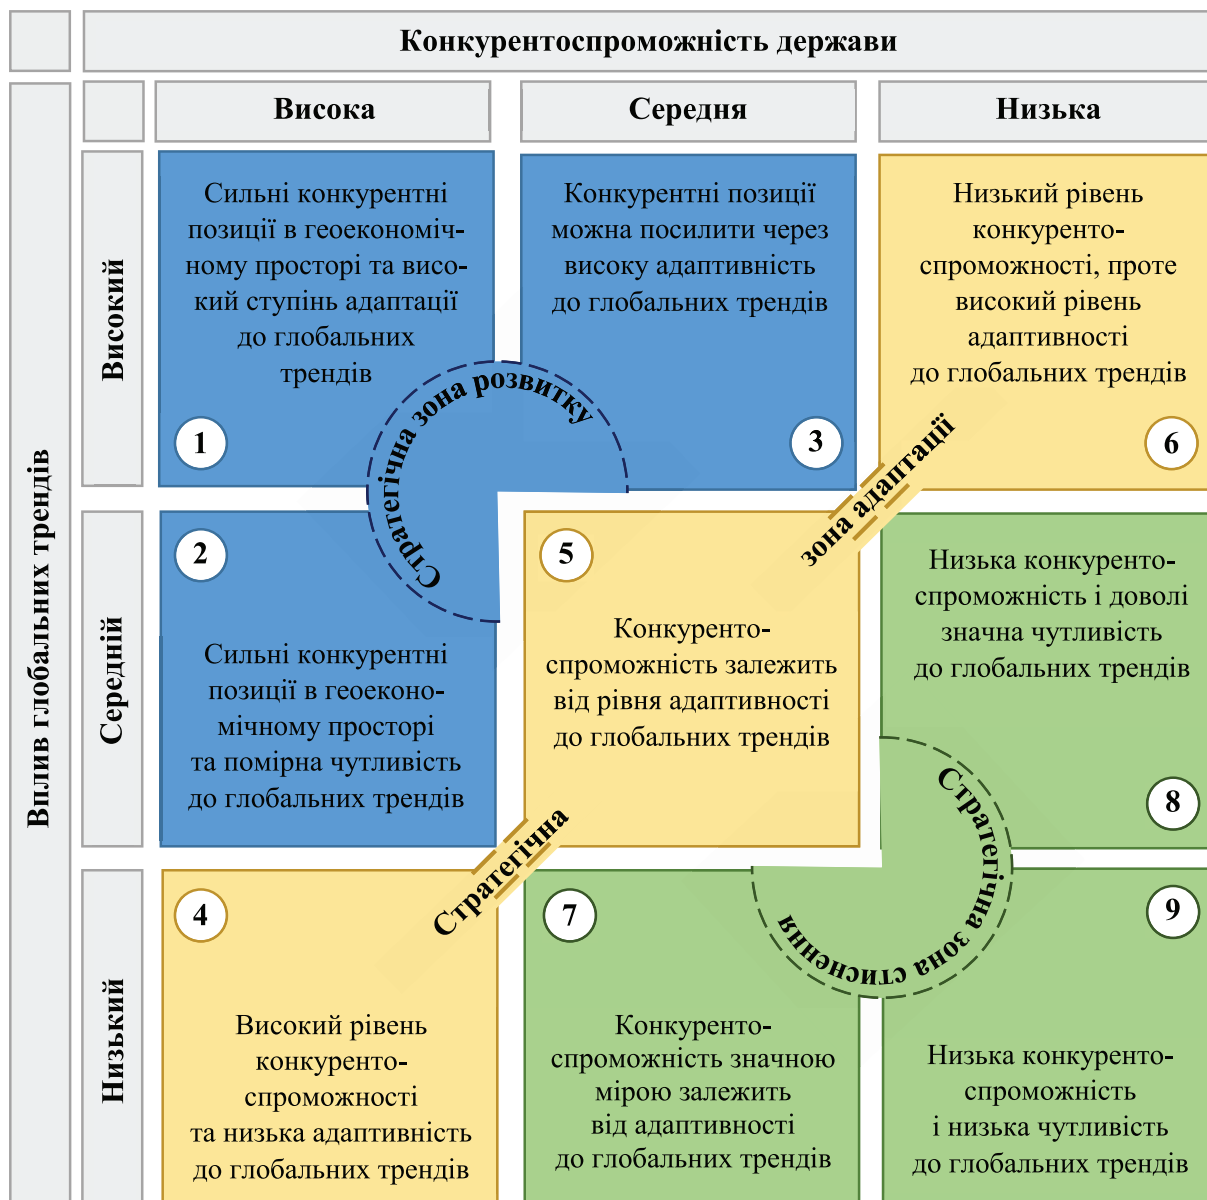 Конкурентоспроможність держави
Висока
Середня
Низька
Вплив глобальних трендів
Високий
Сильні конкурентні
позиції в геоекономіч-
ному просторі та висо-
кий ступінь адаптації
до глобальних
трендів
1
Конкурентні позиції
можна посилити через
високу адаптивність
до глобальних трендів
3
Низький рівень
конкуренто-
спроможності, проте
високий рівень
адаптивності
до глобальних трендів
6
Стратегічна зона розвитку
Середній
2
Сильні конкурентні
позиції в геоеконо-
мічному просторі
та помірна чутливість
до глобальних трендів
5
Конкуренто-
спроможність залежить
від рівня адаптивності
до глобальних трендів
Низька конкуренто-
спроможність і доволі
значна чутливість
до глобальних трендів
8
Стратегічна
зона адаптації
Низький
4
Високий рівень
конкуренто-
спроможності
та низька адаптивність
до глобальних трендів
7
Конкуренто-
спроможність значною
мірою залежить
від адаптивності
до глобальних трендів
9
Низька конкуренто-
спроможність
і низька чутливість
до глобальних трендів
Стратегічна зона стиснення